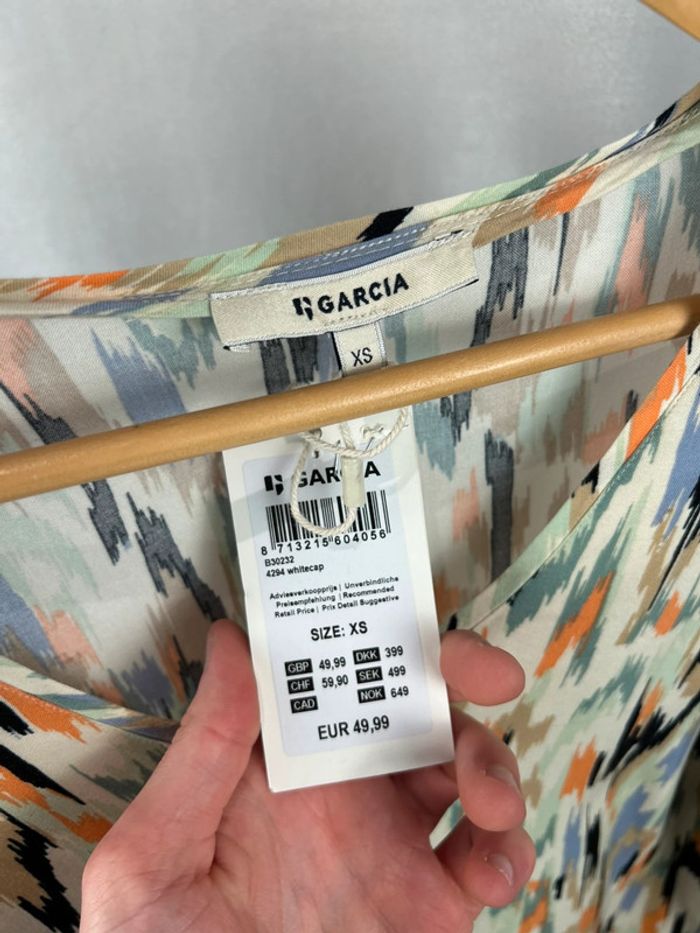 GARCIA
XS
GARCIA
8 713215 604056
B30232
4294 whitecap
Adviesverkoopprijs | Unverbindliche
Preisempfehlung | Recommended
Retail Price | Prix Detail Suggestive
SIZE: XS
GBP 49,99 DKK 399
CHF 59,90 SEK 499
CAD NOK 649
EUR 49,99